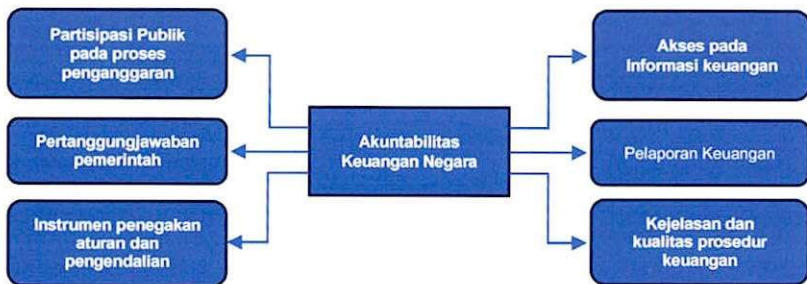 Partisipasi Publik
pada proses
penganggaran
Pertanggungjawaban
pemerintah
Instrumen penegakan
aturan dan
pengendalian
Akuntabilitas
Keuangan Negara
Akses pada
Informasi keuangan
Pelaporan Keuangan
Kejelasan dan
kualitas prosedur
keuangan